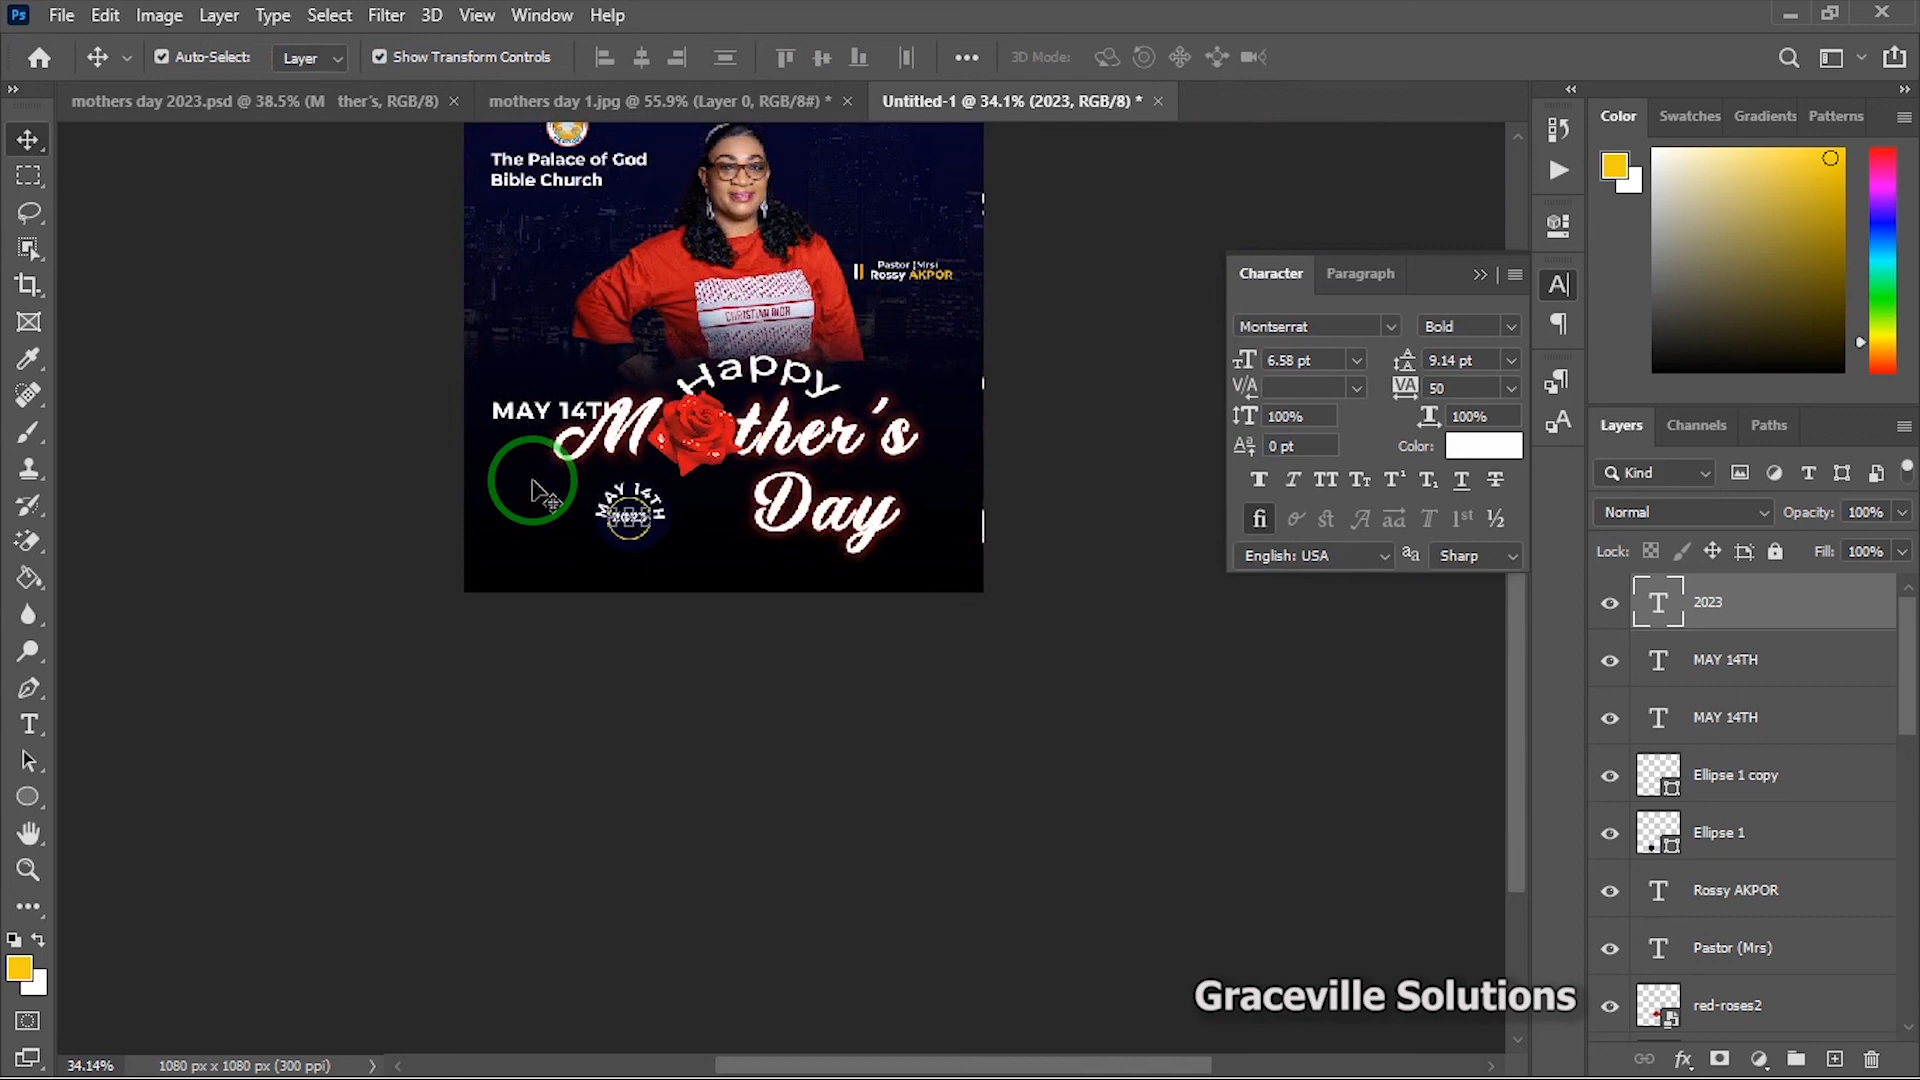 Ps File Edit Image Layer Type Select Filter 3D View Window Help
Auto-Select: Layer Show Transform Controls 3D Mode:
mothers day 2023.psd @ 38.5% (M ther's, RGB/8) mothers day 1.jpg @ 55.9% (Layer 0, RGB/8#) * Untitled-1 @ 34.1% (2023, RGB/8) *
Color Swatches Gradients Patterns
The Palace of God
Bible Church
CHRISTIAN DIOR
Pastor (Mrs)
Rossy AKPOR
Happy
MAY 14TH
M ther's
Day
MAY 14TH
2023
Character Paragraph
Montserrat Bold
6.58 pt 9.14 pt
50
100% 100%
0 pt Color:
English: USA Sharp
Layers Channels Paths
Kind
Normal Opacity: 100%
Lock: Fill: 100%
2023
MAY 14TH
MAY 14TH
Ellipse 1 copy
Ellipse 1
Rossy AKPOR
Pastor (Mrs)
red-roses2
Graceville Solutions
34.14% 1080 px x 1080 px (300 ppi)